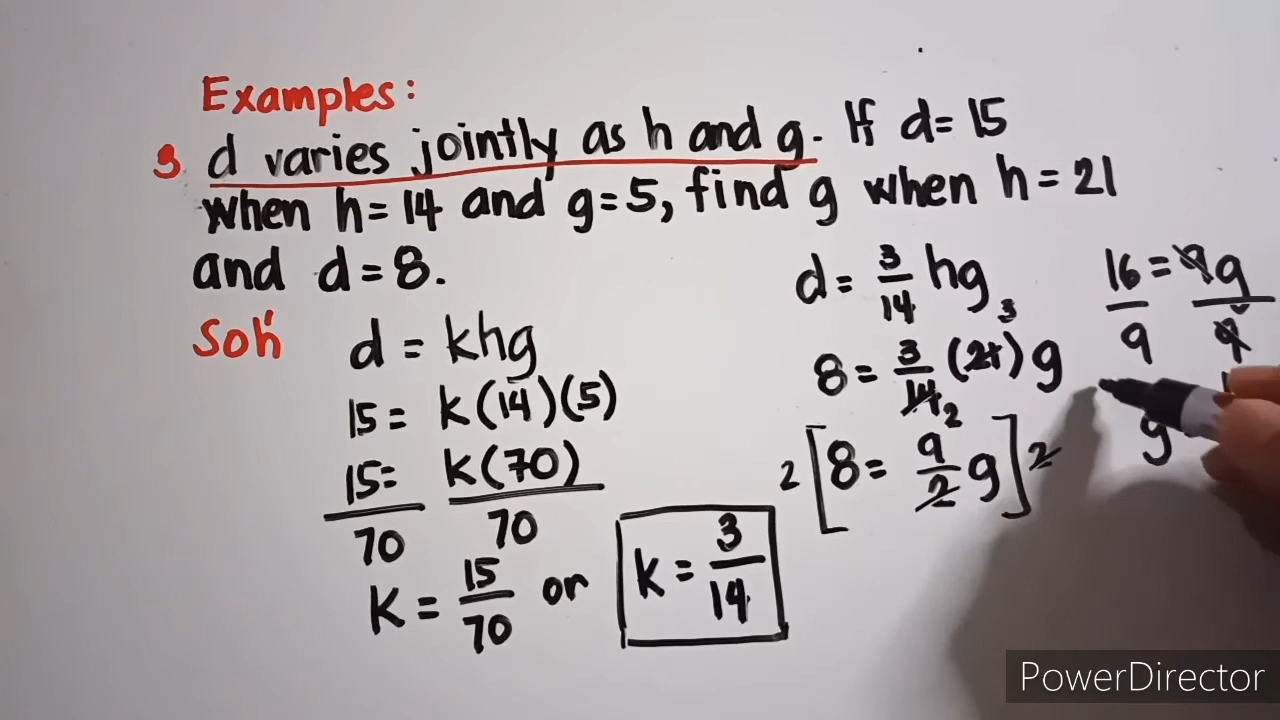 Examples:
3 d varies jointly as h and g. If d=15
when h=14 and g=5, find g when h=21
and d=8.
Sol'n
d = khg
15 = k(14)(5)
15 = k(70)
70 70
K = 15/70 or k = 3/14
d = 3/14 hg
8 = 3/14 (21) g
3
2
2 [8 = 9/2 g] 2
16 = 9g
9 9
g
PowerDirector